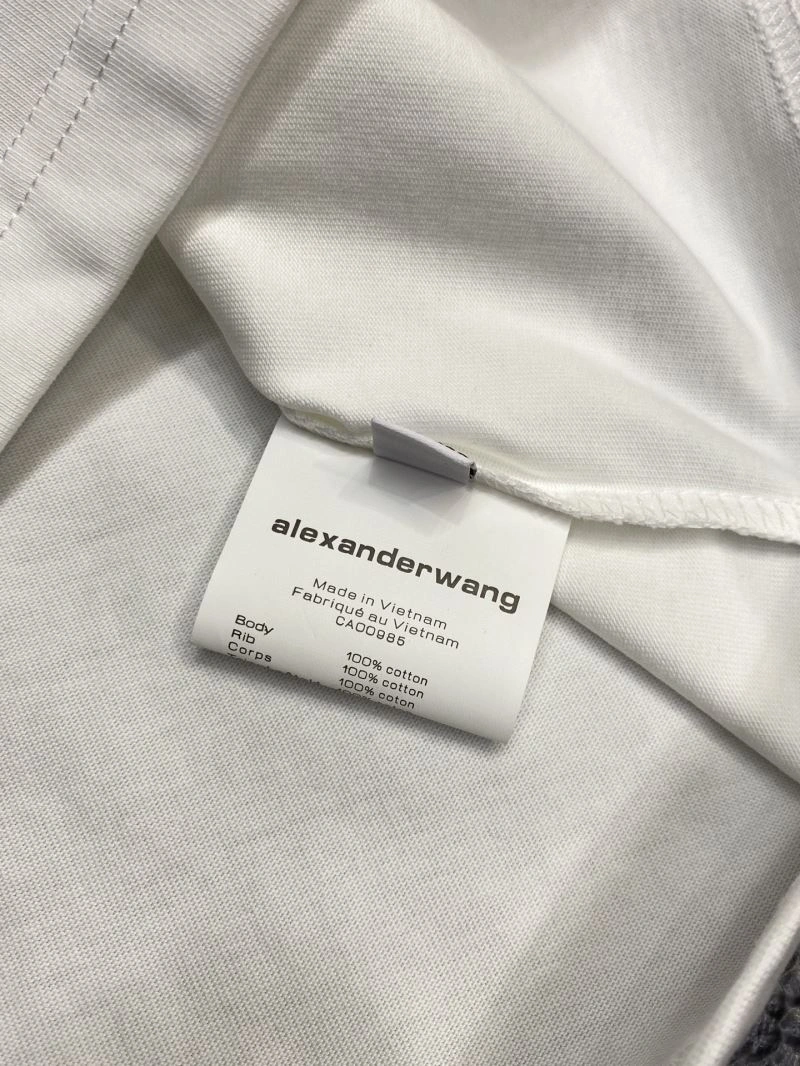 alexanderwang
Made in Vietnam
Fabriqué au Vietnam
CA00985
Body 100% cotton
Rib 100% cotton
Corps 100% coton